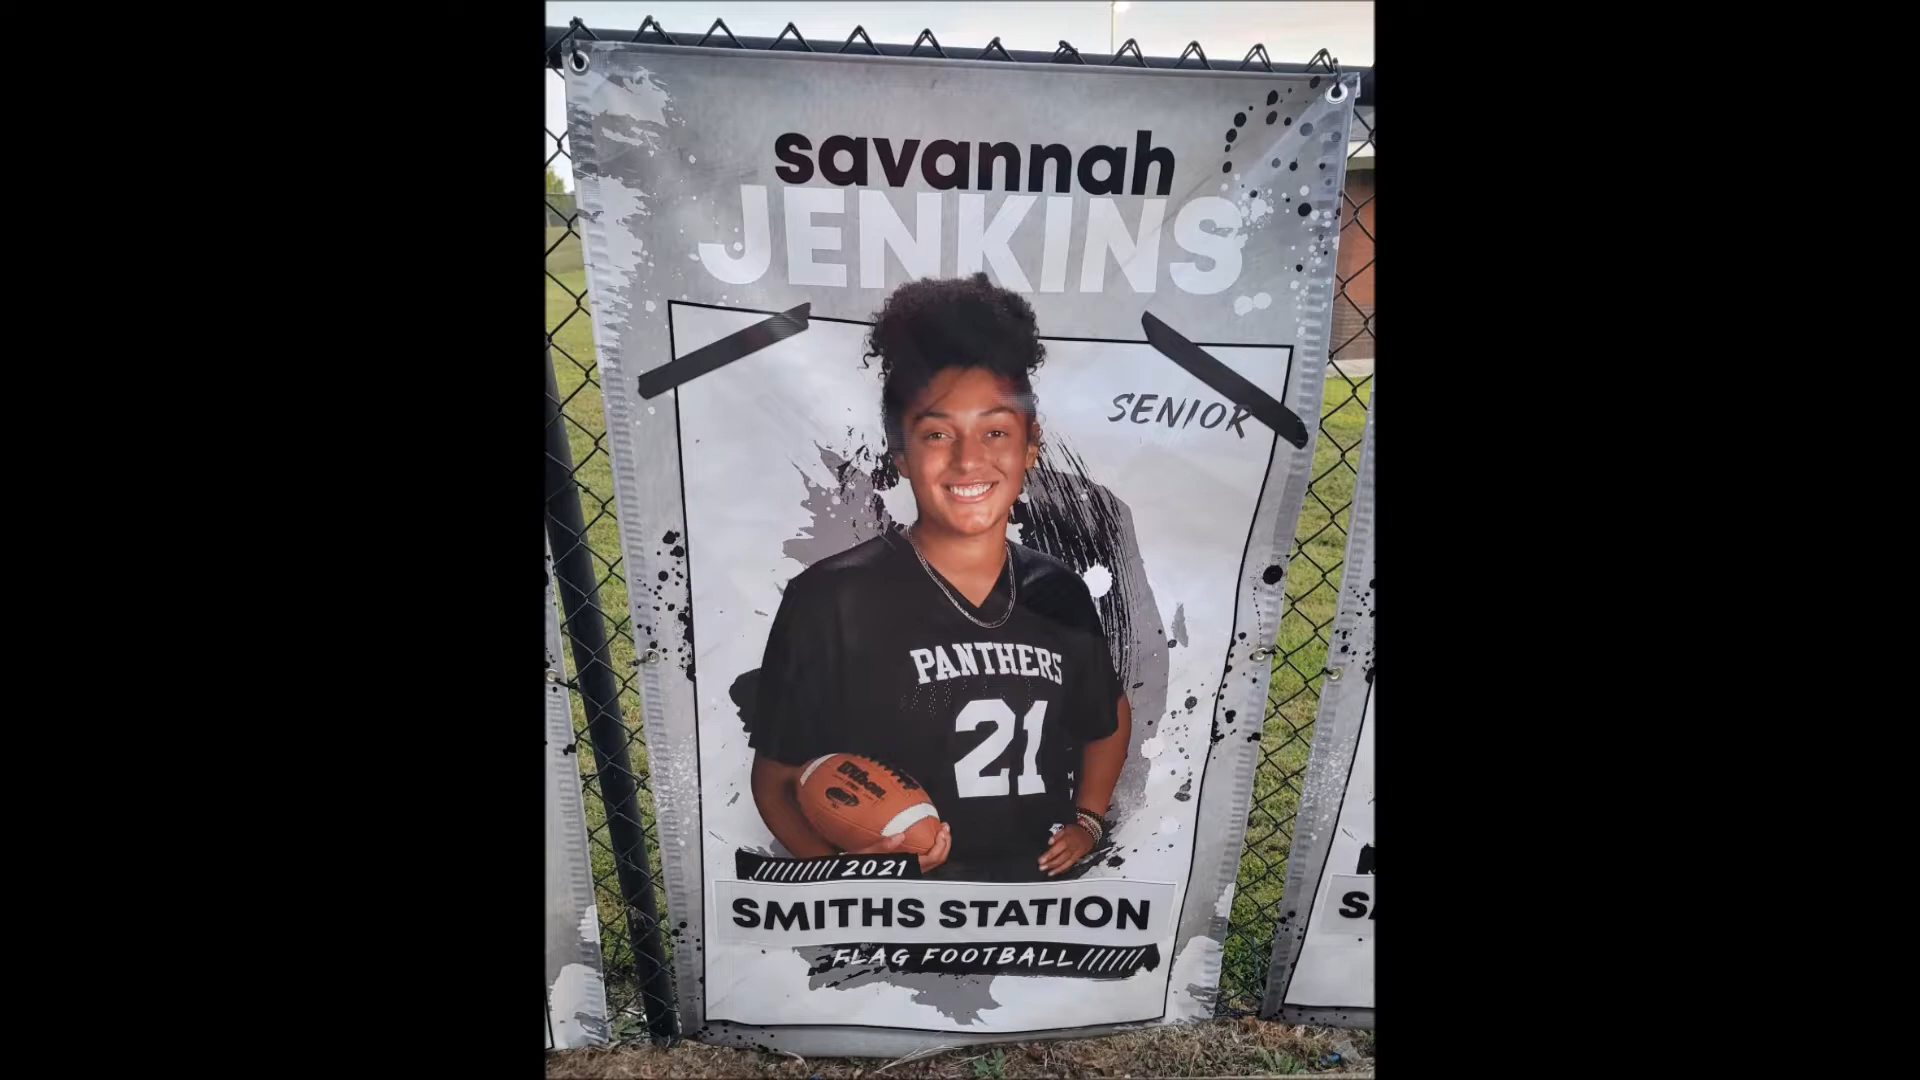 savannah
JENKINS
SENIOR
PANTHERS
21
Wilson
2021
SMITHS STATION
FLAG FOOTBALL
S